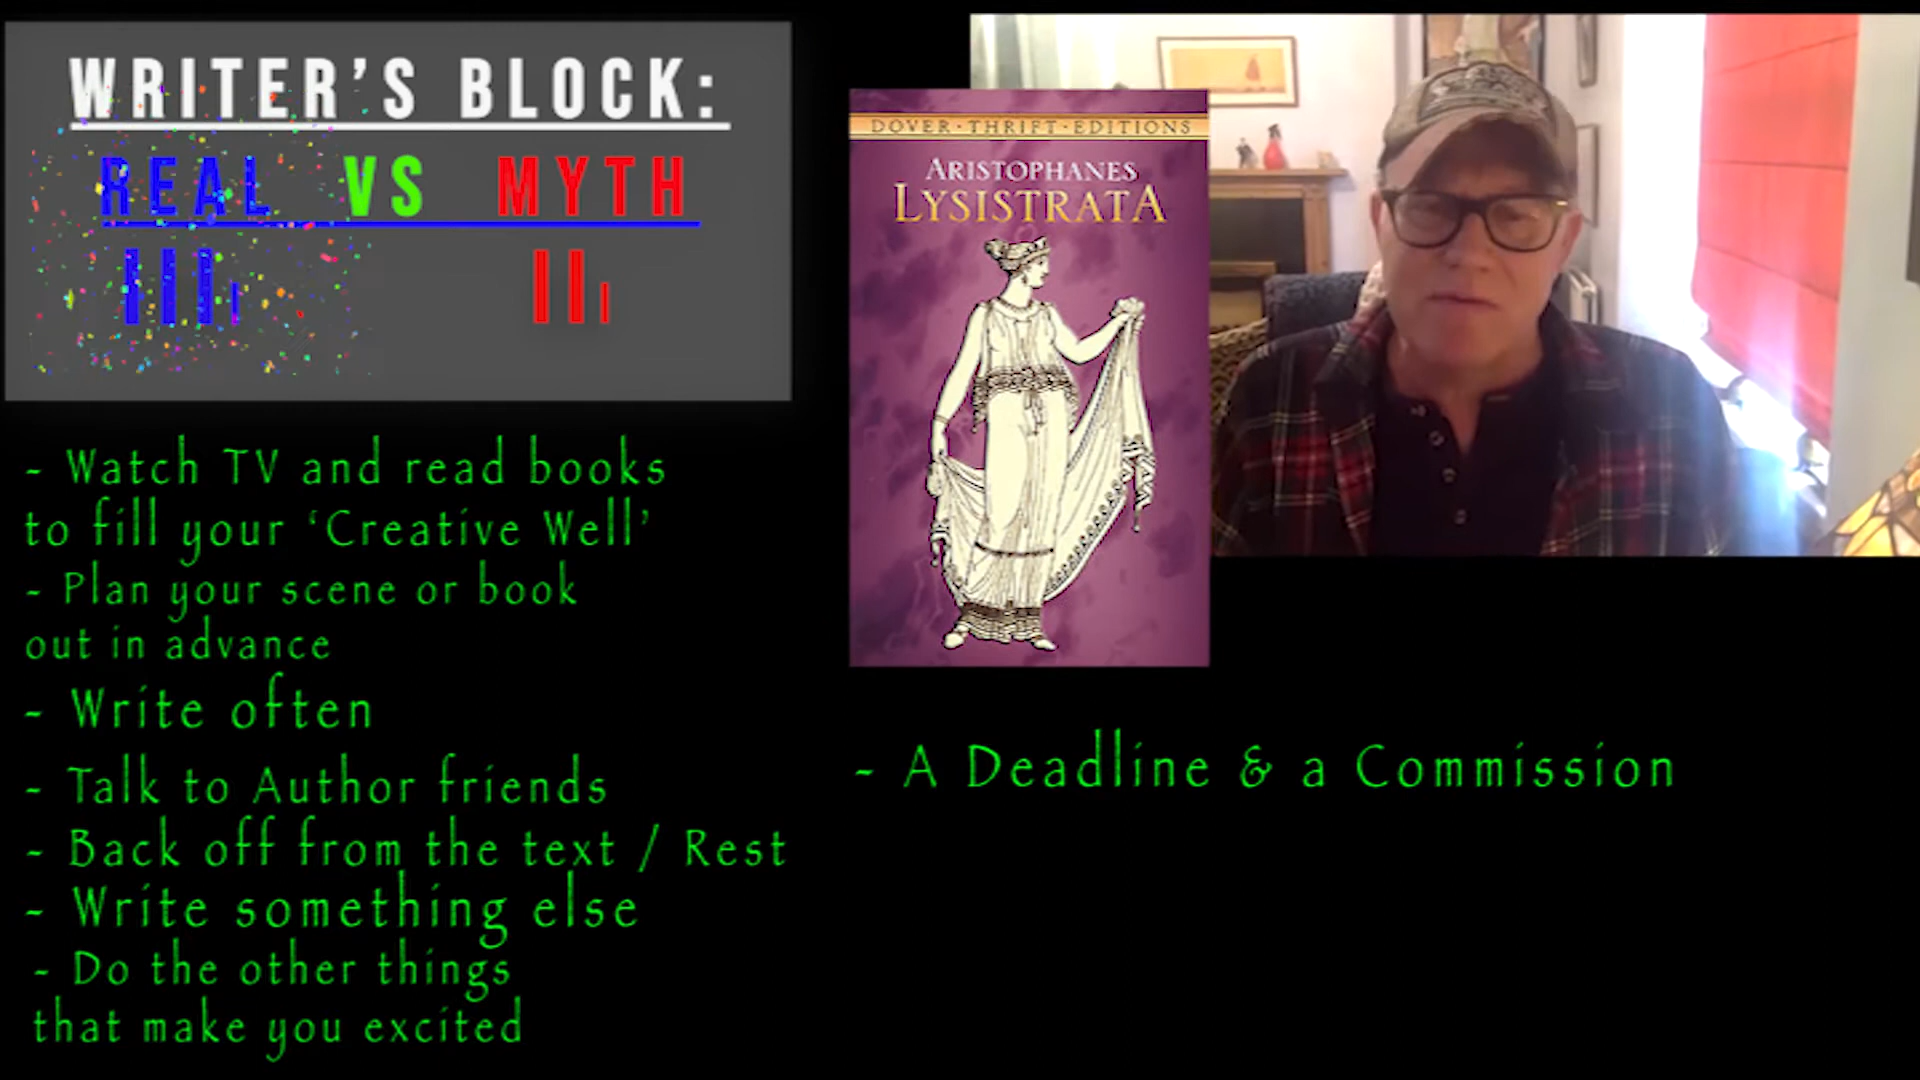 WRITER'S BLOCK:
REAL VS MYTH
- Watch TV and read books
to fill your ‘Creative Well’
- Plan your scene or book
out in advance
- Write often
- Talk to Author friends
- Back off from the text / Rest
- Write something else
- Do the other things
that make you excited
DOVER · THRIFT · EDITIONS
ARISTOPHANES
LYSISTRATA
- A Deadline & a Commission